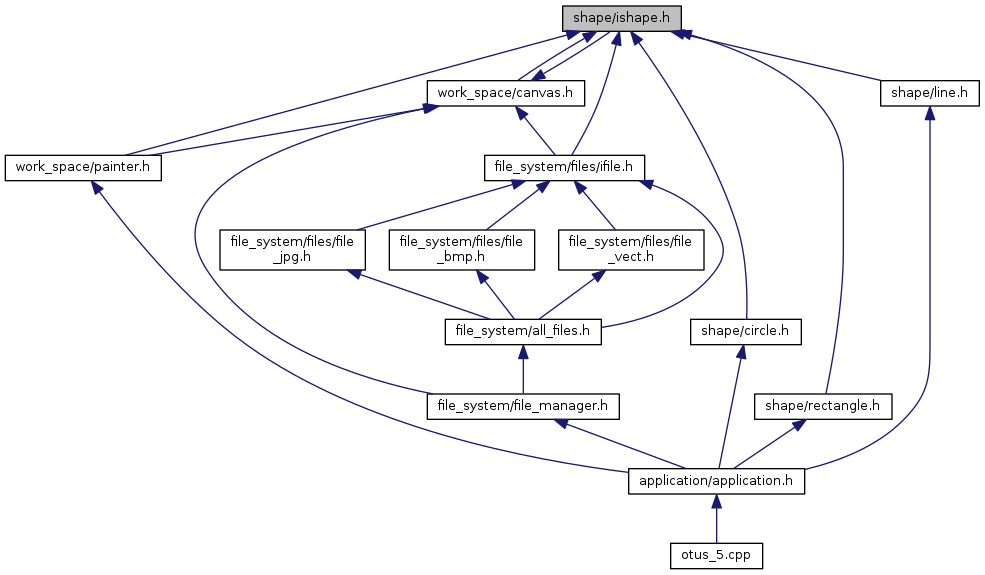 shape/ishape.h
work_space/canvas.h
shape/line.h
work_space/painter.h
file_system/files/ifile.h
file_system/files/file
_jpg.h
file_system/files/file
_bmp.h
file_system/files/file
_vect.h
file_system/all_files.h
shape/circle.h
file_system/file_manager.h
shape/rectangle.h
application/application.h
otus_5.cpp